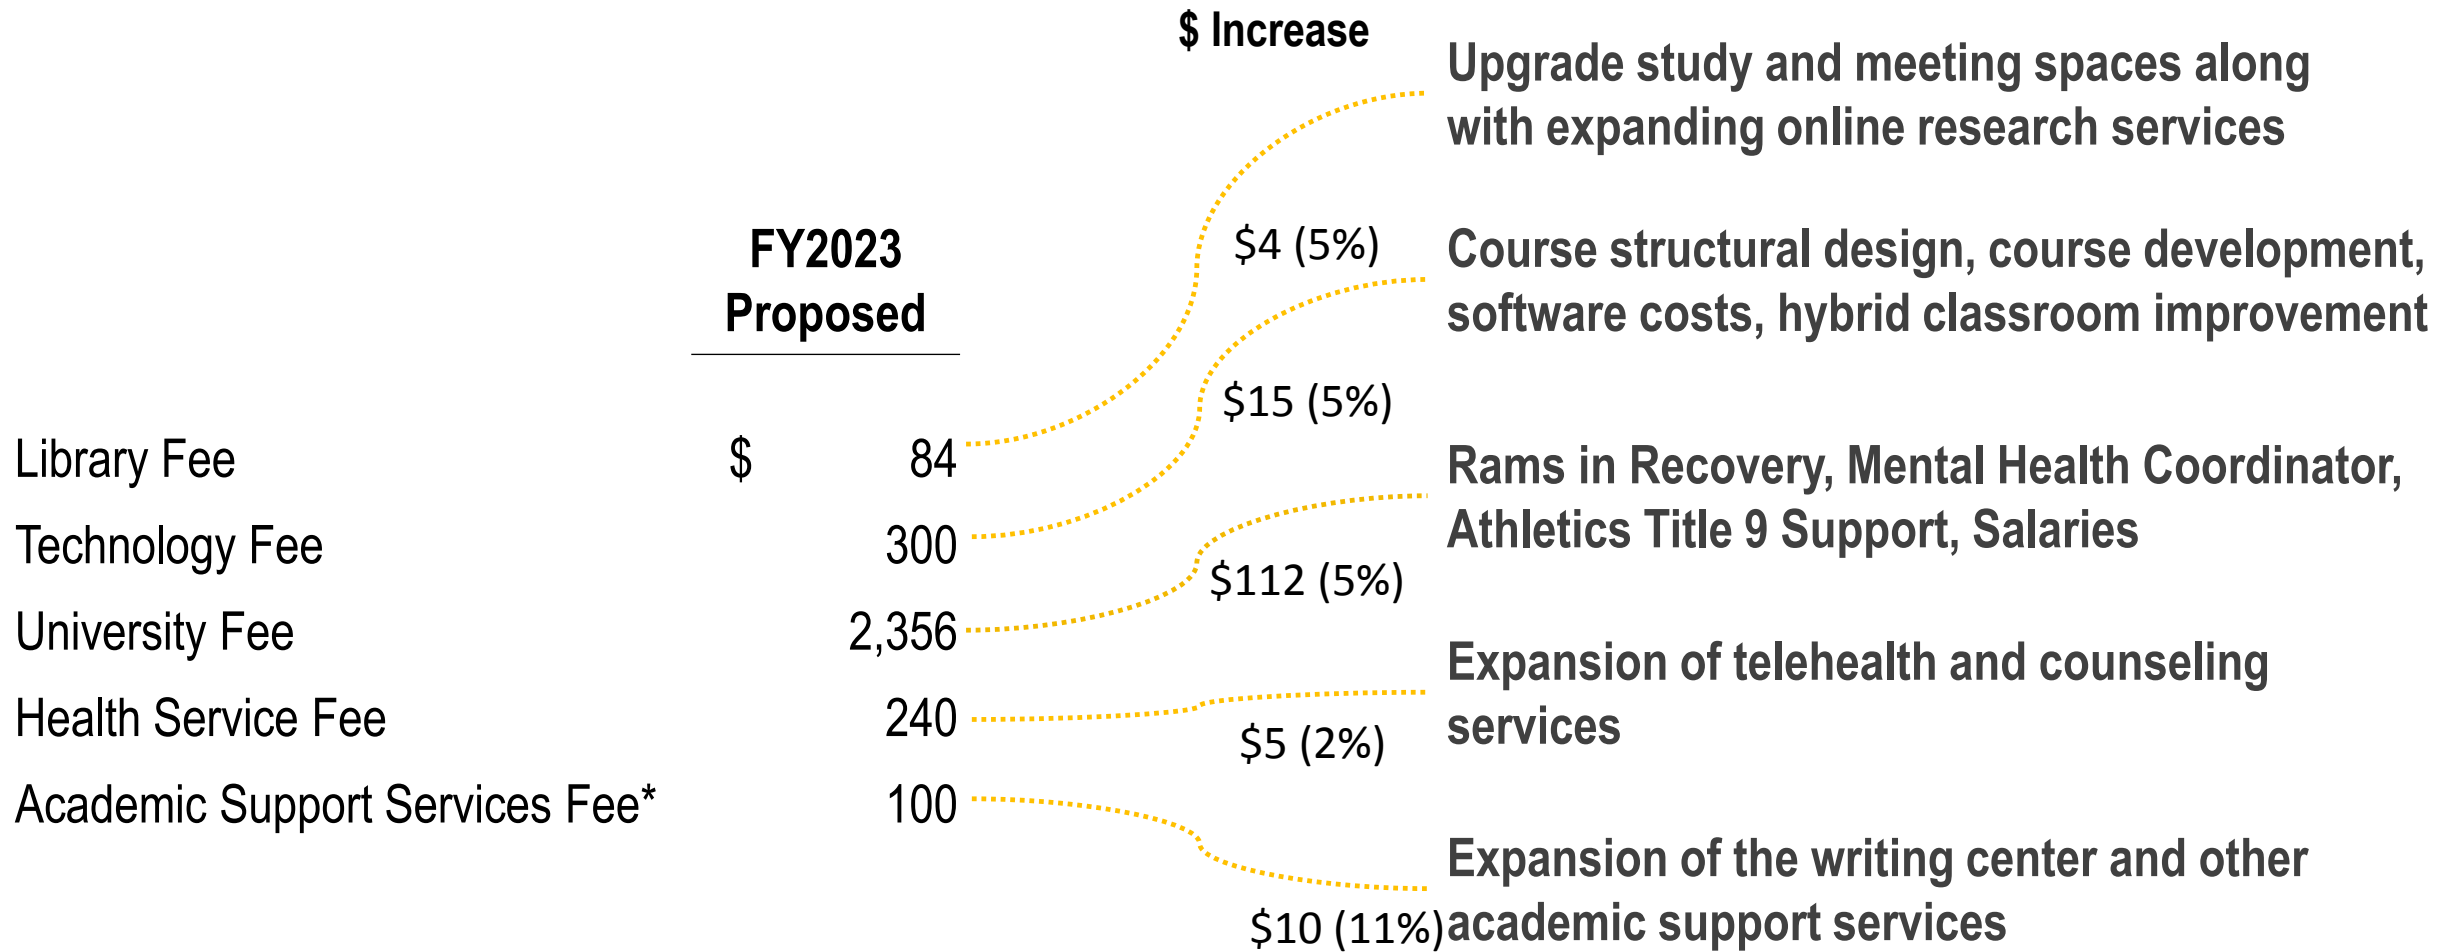 $ Increase
Upgrade study and meeting spaces along
with expanding online research services
FY2023
Proposed
$4 (5%)
Course structural design, course development,
software costs, hybrid classroom improvement
$15 (5%)
Library Fee $ 84
Rams in Recovery, Mental Health Coordinator,
Athletics Title 9 Support, Salaries
Technology Fee 300
$112 (5%)
University Fee 2,356
Expansion of telehealth and counseling
services
Health Service Fee 240
$5 (2%)
Academic Support Services Fee* 100
Expansion of the writing center and other
academic support services
$10 (11%)